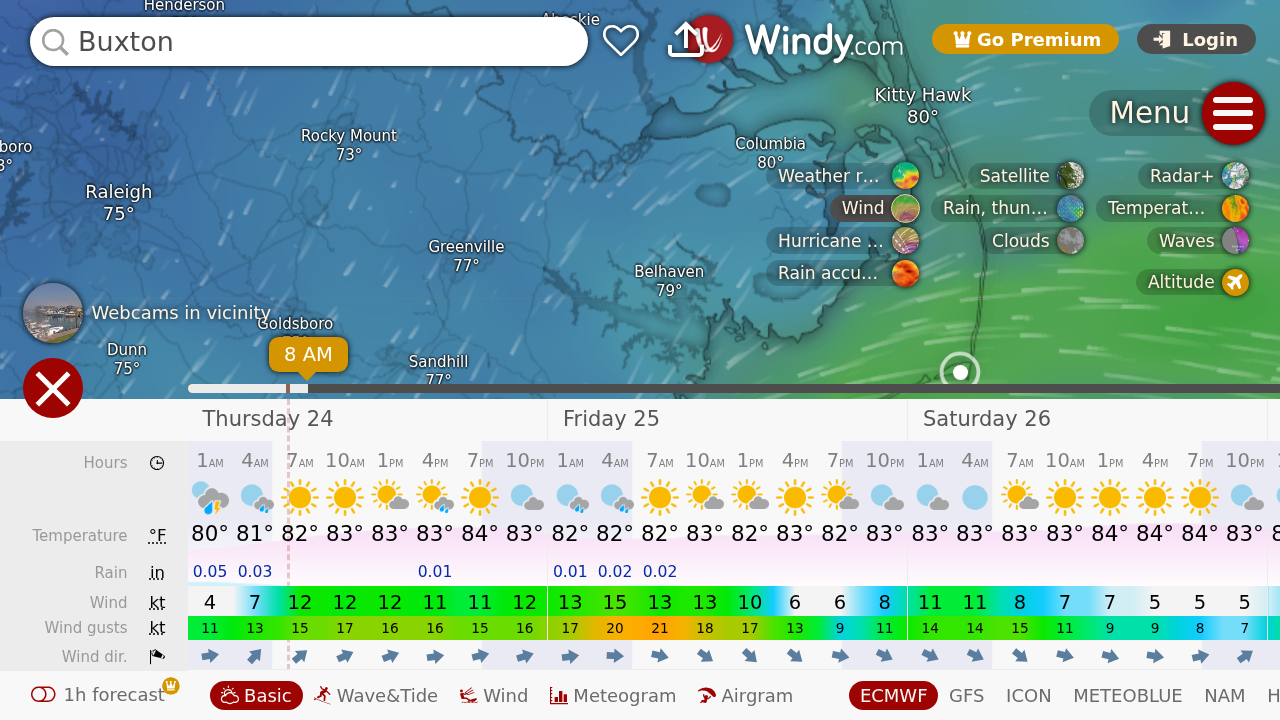 Henderson
Buxton
Windy.com
Go Premium
Login
Kitty Hawk
80°
Menu
Rocky Mount
73°
Columbia
80°
boro
Raleigh
75°
Weather r...
Satellite
Radar+
Wind
Rain, thun...
Temperat...
Hurricane ...
Clouds
Waves
Rain accu...
Altitude
Greenville
77°
Belhaven
79°
Webcams in vicinity
Goldsboro
8 AM
Dunn
75°
Sandhill
77°
Thursday 24 Friday 25 Saturday 26
Hours 1AM 4AM 7AM 10AM 1PM 4PM 7PM 10PM 1AM 4AM 7AM 10AM 1PM 4PM 7PM 10PM 1AM 4AM 7AM 10AM 1PM 4PM 7PM 10PM
Temperature °F 80° 81° 82° 83° 83° 83° 84° 83° 82° 82° 82° 83° 82° 83° 82° 83° 83° 83° 83° 83° 84° 84° 84° 83°
Rain in 0.05 0.03 0.01 0.01 0.02 0.02
Wind kt 4 7 12 12 12 11 11 12 13 15 13 13 10 6 6 8 11 11 8 7 7 5 5 5
Wind gusts kt 11 13 15 17 16 16 15 16 17 20 21 18 17 13 9 11 14 14 15 11 9 9 8 7
Wind dir.
1h forecast Basic Wave&Tide Wind Meteogram Airgram ECMWF GFS ICON METEOBLUE NAM H